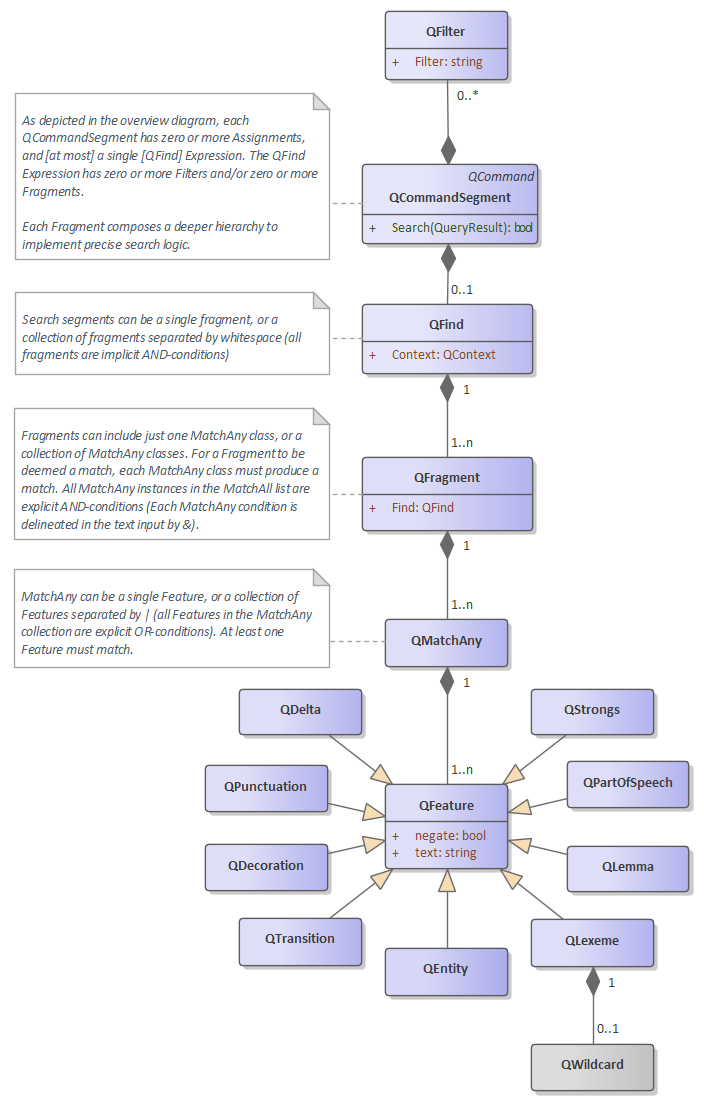 QFilter
+ Filter: string
0..*
As depicted in the overview diagram, each
QCommandSegment has zero or more Assignments,
and [at most] a single [QFind] Expression. The QFind
Expression has zero or more Filters and/or zero or more
Fragments.
Each Fragment composes a deeper hierarchy to
implement precise search logic.
QCommand
QCommandSegment
+ Search(QueryResult): bool
0..1
Search segments can be a single fragment, or a
collection of fragments separated by whitespace (all
fragments are implicit AND-conditions)
QFind
+ Context: QContext
1
1..n
Fragments can include just one MatchAny class, or a
collection of MatchAny classes. For a Fragment to be
deemed a match, each MatchAny class must produce a
match. All MatchAny instances in the MatchAll list are
explicit AND-conditions (Each MatchAny condition is
delineated in the text input by &).
QFragment
+ Find: QFind
1
1..n
MatchAny can be a single Feature, or a collection of
Features separated by | (all Features in the MatchAny
collection are explicit OR-conditions). At least one
Feature must match.
QMatchAny
1
1..n
QDelta
QStrongs
QPunctuation
QPartOfSpeech
QFeature
+ negate: bool
+ text: string
QDecoration
QLemma
QTransition
QEntity
QLexeme
1
0..1
QWildcard